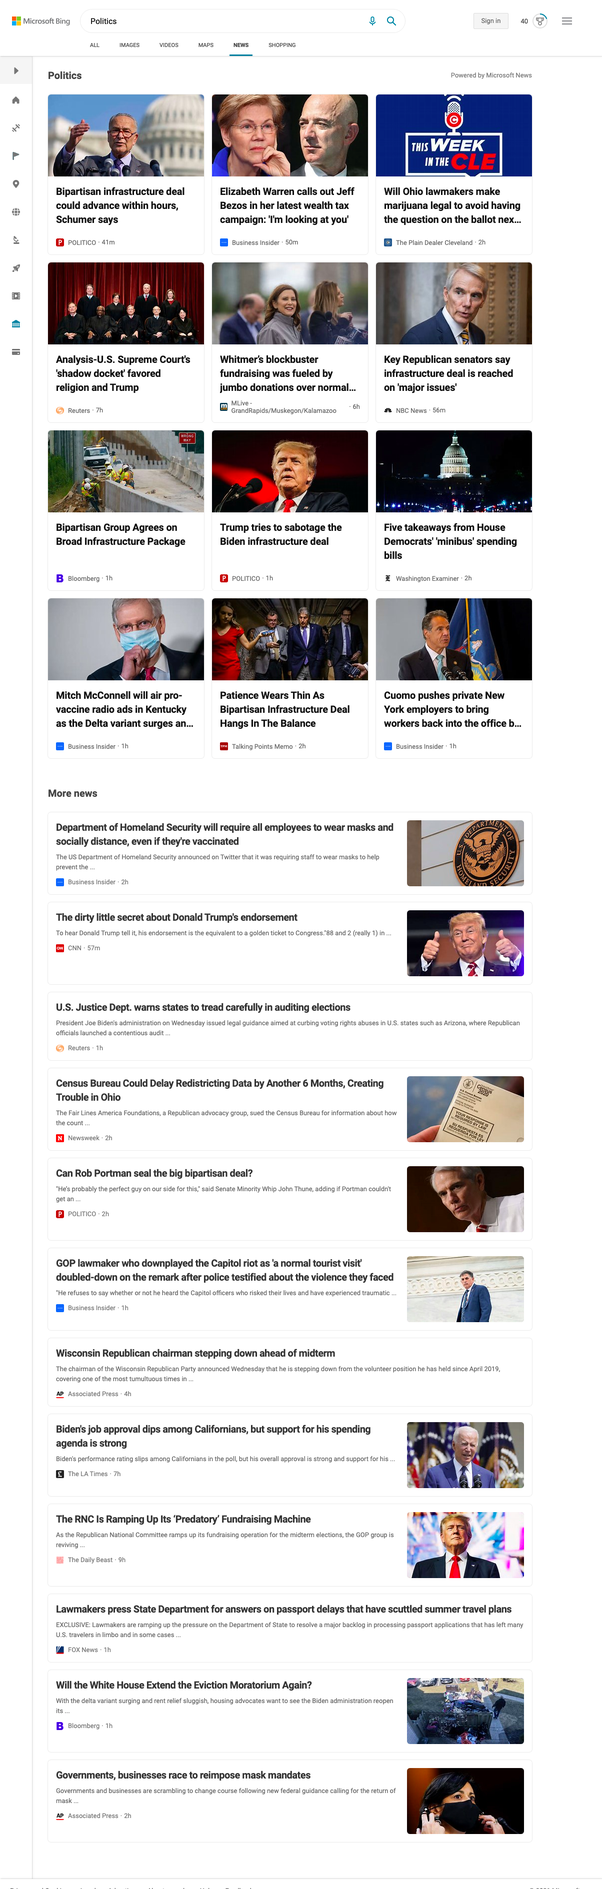 Microsoft Bing
Politics
Sign in
40
ALL IMAGES VIDEOS MAPS NEWS SHOPPING
Politics
Powered by Microsoft News
Bipartisan infrastructure deal
could advance within hours,
Schumer says
POLITICO · 41m
Elizabeth Warren calls out Jeff
Bezos in her latest wealth tax
campaign: 'I'm looking at you'
Business Insider · 50m
THIS WEEK
IN THE CLE
Will Ohio lawmakers make
marijuana legal to avoid having
the question on the ballot nex...
The Plain Dealer Cleveland · 2h
Analysis-U.S. Supreme Court's
'shadow docket' favored
religion and Trump
Reuters · 7h
Whitmer's blockbuster
fundraising was fueled by
jumbo donations over normal...
MLive -
GrandRapids/Muskegon/Kalamazoo · 6h
Key Republican senators say
infrastructure deal is reached
on 'major issues'
NBC News · 56m
WRONG
WAY
Bipartisan Group Agrees on
Broad Infrastructure Package
Bloomberg · 1h
Trump tries to sabotage the
Biden infrastructure deal
POLITICO · 1h
Five takeaways from House
Democrats' 'minibus' spending
bills
Washington Examiner · 2h
Mitch McConnell will air pro-
vaccine radio ads in Kentucky
as the Delta variant surges an...
Business Insider · 1h
Patience Wears Thin As
Bipartisan Infrastructure Deal
Hangs In The Balance
Talking Points Memo · 2h
Cuomo pushes private New
York employers to bring
workers back into the office b...
Business Insider · 1h
More news
Department of Homeland Security will require all employees to wear masks and
socially distance, even if they're vaccinated
The US Department of Homeland Security announced on Twitter that it was requiring staff to wear masks to help
prevent the ...
Business Insider · 2h
U.S. DEPARTMENT OF
HOMELAND SECURITY
The dirty little secret about Donald Trump's endorsement
To hear Donald Trump tell it, his endorsement is the equivalent to a golden ticket to Congress."88 and 2 (really 1) in ...
CNN · 57m
U.S. Justice Dept. warns states to tread carefully in auditing elections
President Joe Biden's administration on Wednesday issued legal guidance aimed at curbing voting rights abuses in U.S. states such as Arizona, where Republican
officials launched a contentious audit ...
Reuters · 1h
Census Bureau Could Delay Redistricting Data by Another 6 Months, Creating
Trouble in Ohio
The Fair Lines America Foundations, a Republican advocacy group, sued the Census Bureau for information about how
the count ...
Newsweek · 2h
Can Rob Portman seal the big bipartisan deal?
"He's probably the perfect guy on our side for this," said Senate Minority Whip John Thune, adding if Portman couldn't
get an ...
POLITICO · 2h
GOP lawmaker who downplayed the Capitol riot as 'a normal tourist visit'
doubled-down on the remark after police testified about the violence they faced
"He refuses to say whether or not he heard the Capitol officers who risked their lives and have experienced traumatic ...
Business Insider · 1h
Wisconsin Republican chairman stepping down ahead of midterm
The chairman of the Wisconsin Republican Party announced Wednesday that he is stepping down from the volunteer position he has held since April 2019,
covering one of the most tumultuous times in ...
AP Associated Press · 4h
Biden's job approval dips among Californians, but support for his spending
agenda is strong
Biden's performance rating slips among Californians in the poll, but his overall approval is strong and support for his ...
The LA Times · 7h
The RNC Is Ramping Up Its 'Predatory' Fundraising Machine
As the Republican National Committee ramps up its fundraising operation for the midterm elections, the GOP group is
reviving ...
The Daily Beast · 9h
Lawmakers press State Department for answers on passport delays that have scuttled summer travel plans
EXCLUSIVE: Lawmakers are ramping up the pressure on the Department of State to resolve a major backlog in processing passport applications that has left many
U.S. travelers in limbo and in some cases ...
FOX News · 1h
Will the White House Extend the Eviction Moratorium Again?
With the delta variant surging and rent relief sluggish, housing advocates want to see the Biden administration reopen
its ...
Bloomberg · 1h
Governments, businesses race to reimpose mask mandates
Governments and businesses are scrambling to change course following new federal guidance calling for the return of
mask ...
AP Associated Press · 2h